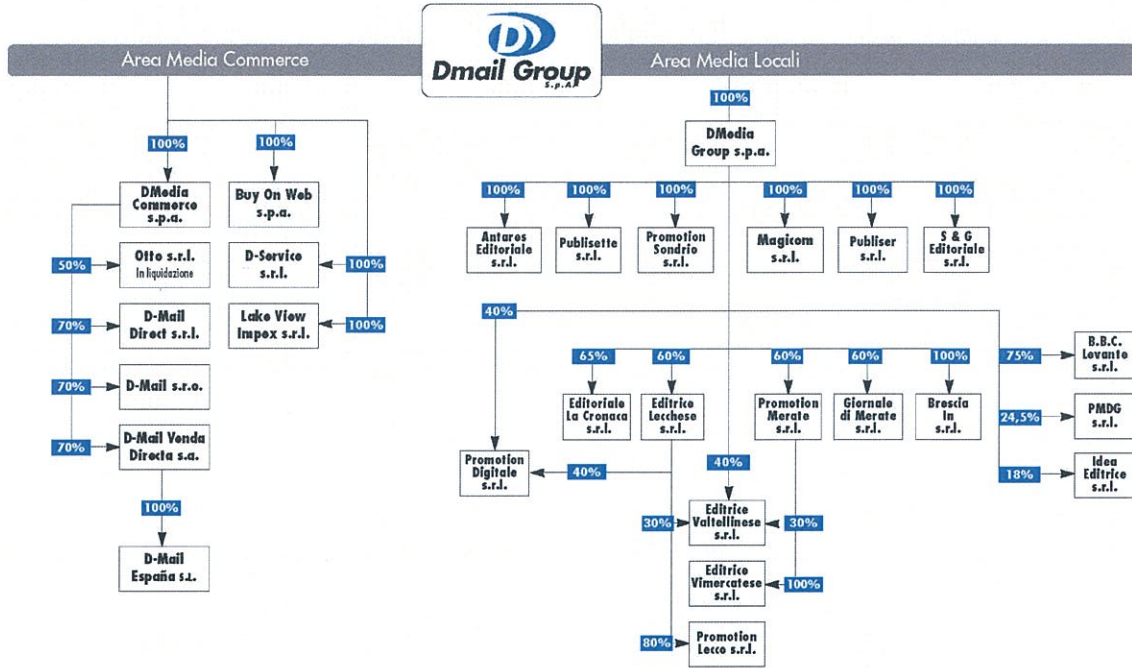 Area Media Commerce
D
Dmail Group
S.p.A.
Area Media Locali
100%
100%
DMedia
Commerce
s.p.a.
Buy On Web
s.p.a.
50%
Otto s.r.l.
In liquidazione
D-Service
s.r.l.
100%
70%
D-Mail
Direct s.r.l.
Lake View
Impex s.r.l.
100%
70%
D-Mail s.r.o.
70%
D-Mail Venda
Directa s.a.
100%
D-Mail
España s.L.
100%
DMedia
Group s.p.a.
100%
100%
100%
100%
100%
100%
Antares
Editoriale
s.r.l.
Publisette
s.r.l.
Promotion
Sondrio
s.r.l.
Magicom
s.r.l.
Publiser
s.r.l.
S & G
Editoriale
s.r.l.
40%
65%
60%
60%
60%
100%
Editoriale
La Cronaca
s.r.l.
Editrice
Lecchese
s.r.l.
Promotion
Merate
s.r.l.
Giornale
di Merate
s.r.l.
Brescia
In
s.r.l.
75%
B.B.C.
Levante
s.r.l.
24,5%
PMDG
s.r.l.
18%
Idea
Editrice
s.r.l.
Promotion
Digitale
s.r.l.
40%
40%
30%
Editrice
Valtellinese
s.r.l.
30%
Editrice
Vimercatese
s.r.l.
100%
80%
Promotion
Lecco s.r.l.